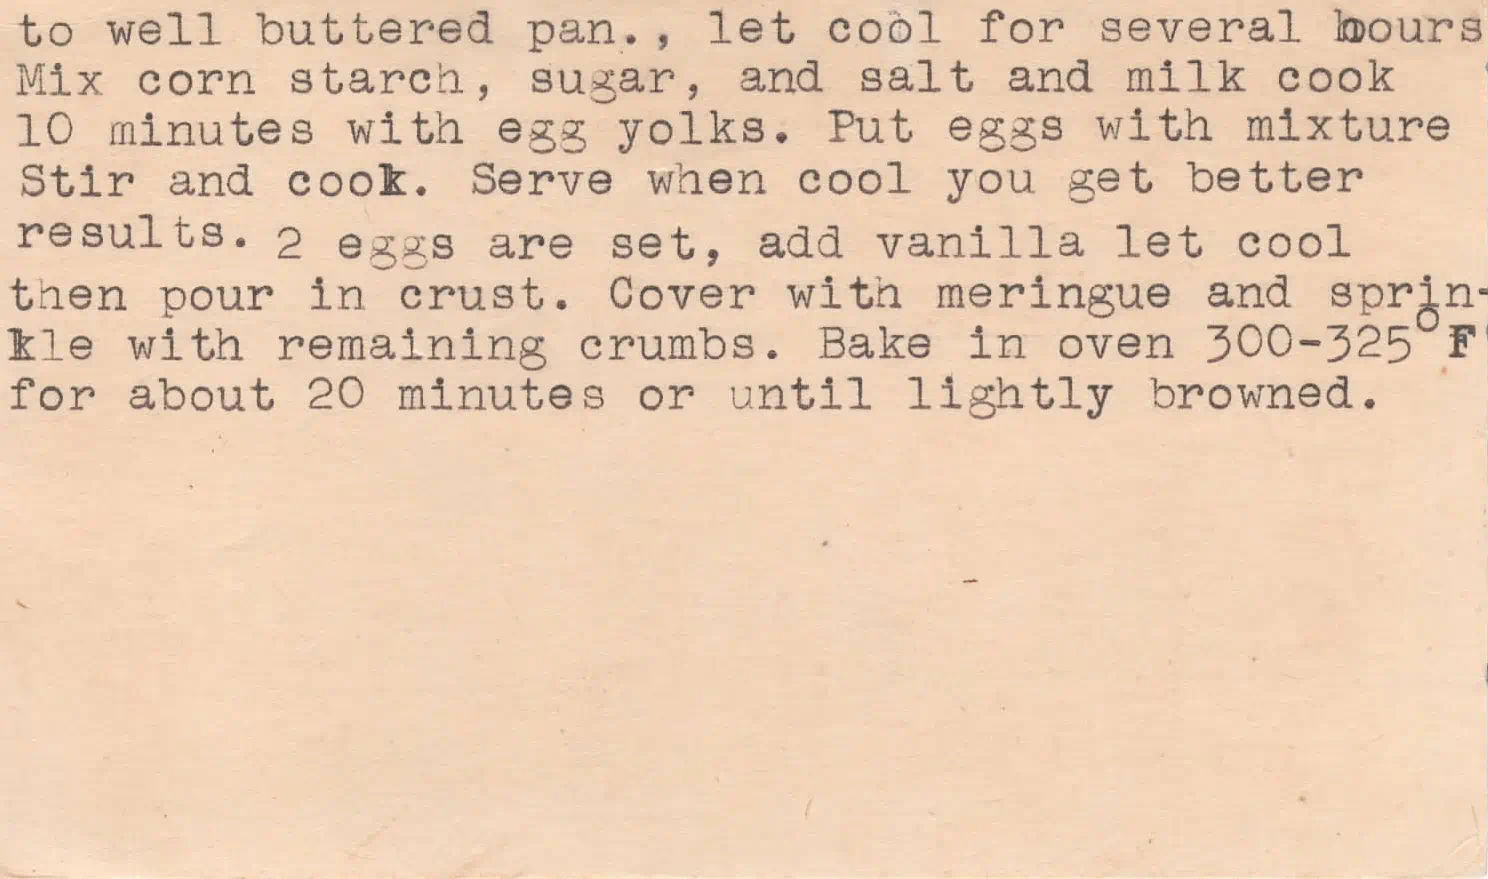 to well buttered pan., let cool for several hours
Mix corn starch, sugar, and salt and milk cook
10 minutes with egg yolks. Put eggs with mixture
Stir and cook. Serve when cool you get better
results. 2 eggs are set, add vanilla let cool
then pour in crust. Cover with meringue and sprin-
kle with remaining crumbs. Bake in oven 300-325°F
for about 20 minutes or until lightly browned.